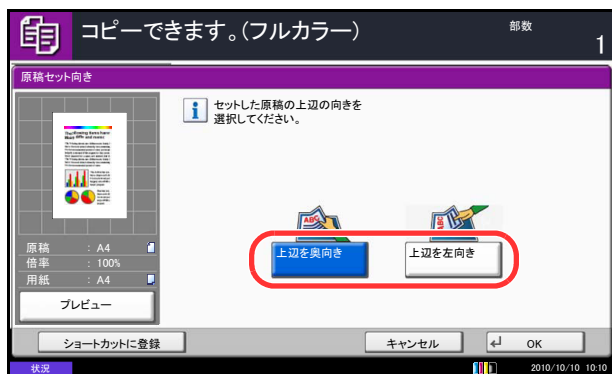 コピーできます。(フルカラー)
部数
1
原稿セット向き
セットした原稿の上辺の向きを
選択してください。
ABC
上辺を奥向き
上辺を左向き
原稿 : A4
倍率 : 100%
用紙 : A4
プレビュー
ショートカットに登録
キャンセル
OK
状況
2010/10/10 10:10